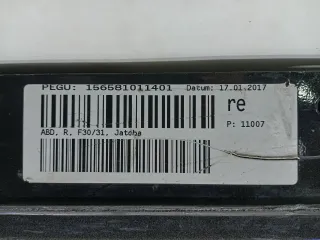 PEGU: 156581011401 Datum: 17.01.2017
re
P: 11007
ABD, R, F30/31, Jatoba